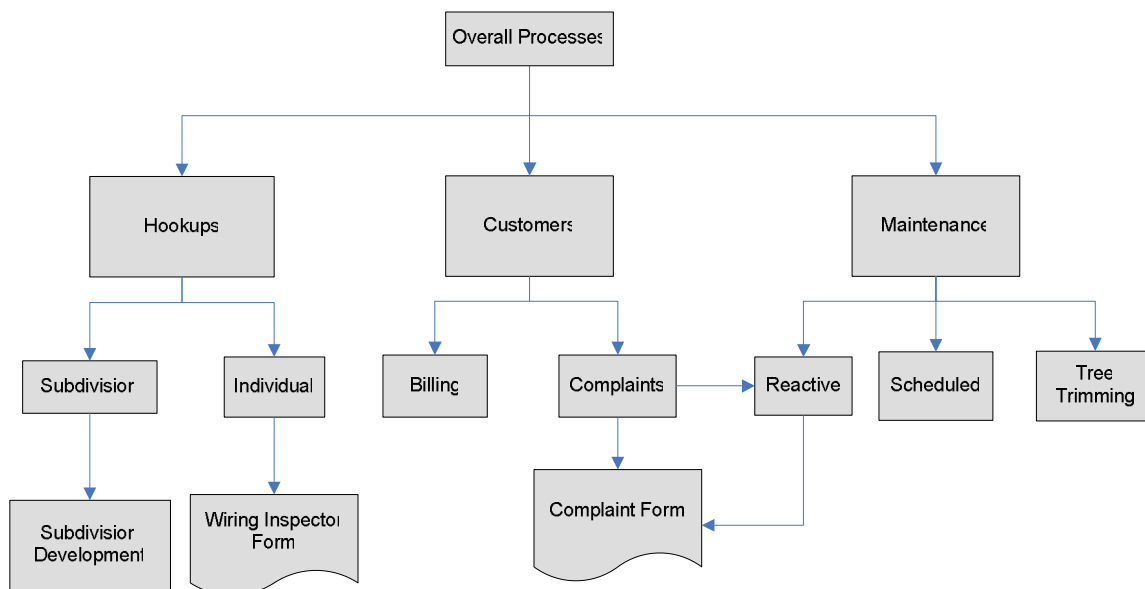 Overall Processes
Hookups
Customers
Maintenance
Subdivision
Individual
Billing
Complaints
Reactive
Scheduled
Tree
Trimming
Subdivision
Development
Wiring Inspector
Form
Complaint Form